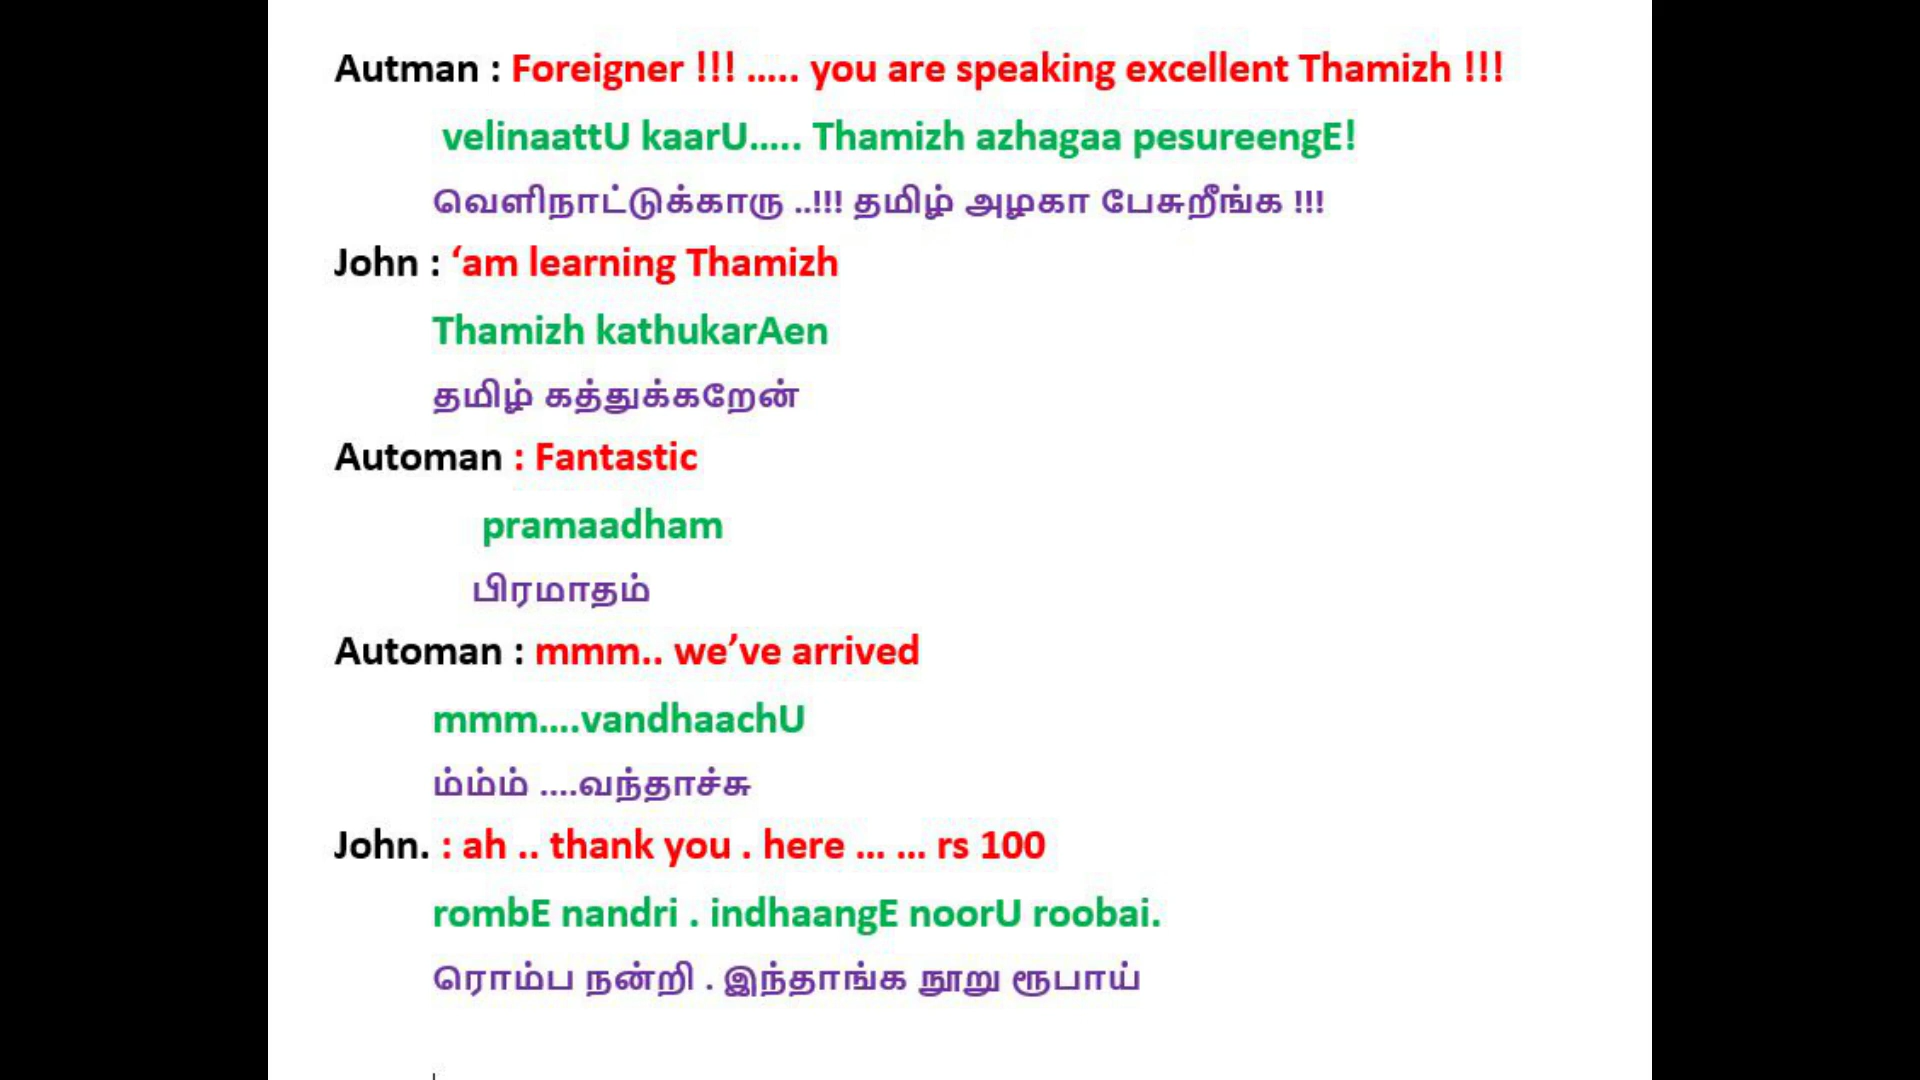 Autman : Foreigner !!! ..... you are speaking excellent Thamizh !!!
velinaattU kaarU..... Thamizh azhagaa pesureengE!
வெளிநாட்டுக்காரு ..!!! தமிழ் அழகா பேசுறீங்க !!!
John : ‘am learning Thamizh
Thamizh kathukarAen
தமிழ் கத்துக்கறேன்
Automan : Fantastic
pramaadham
பிரமாதம்
Automan : mmm.. we’ve arrived
mmm....vandhaachU
ம்ம்ம் ....வந்தாச்சு
John. : ah .. thank you . here ... ... rs 100
rombE nandri . indhaangE noorU roobai.
ரொம்ப நன்றி . இந்தாங்க நூறு ரூபாய்